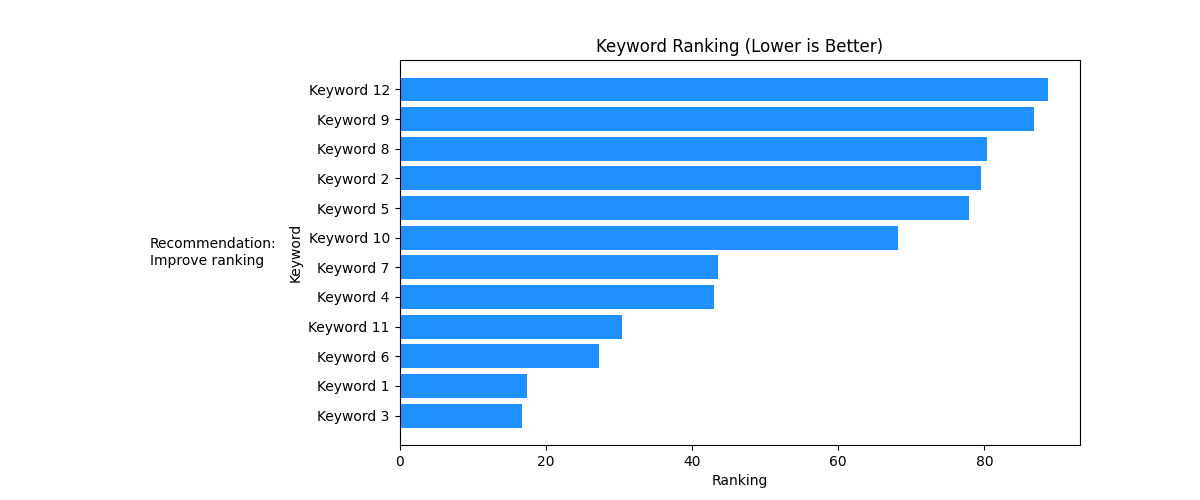 Keyword Ranking (Lower is Better)
Keyword 12
Keyword 9
Keyword 8
Keyword 2
Keyword 5
Keyword 10
Keyword 7
Keyword 4
Keyword 11
Keyword 6
Keyword 1
Keyword 3
Keyword
Recommendation:
Improve ranking
0 20 40 60 80
Ranking